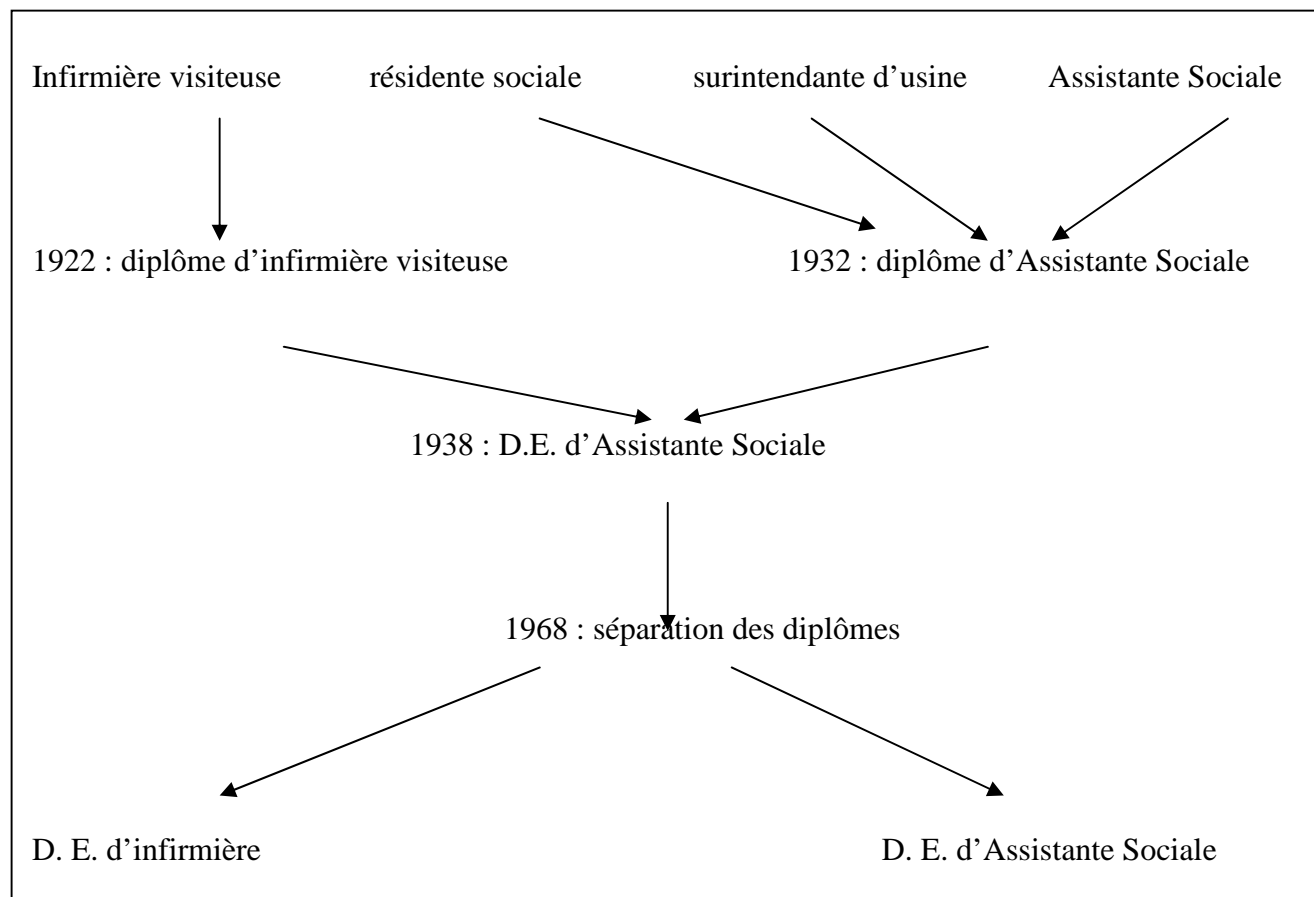 Infirmière visiteuse résidente sociale surintendante d’usine Assistante Sociale
1922 : diplôme d’infirmière visiteuse 1932 : diplôme d’Assistante Sociale
1938 : D.E. d’Assistante Sociale
1968 : séparation des diplômes
D. E. d’infirmière D. E. d’Assistante Sociale